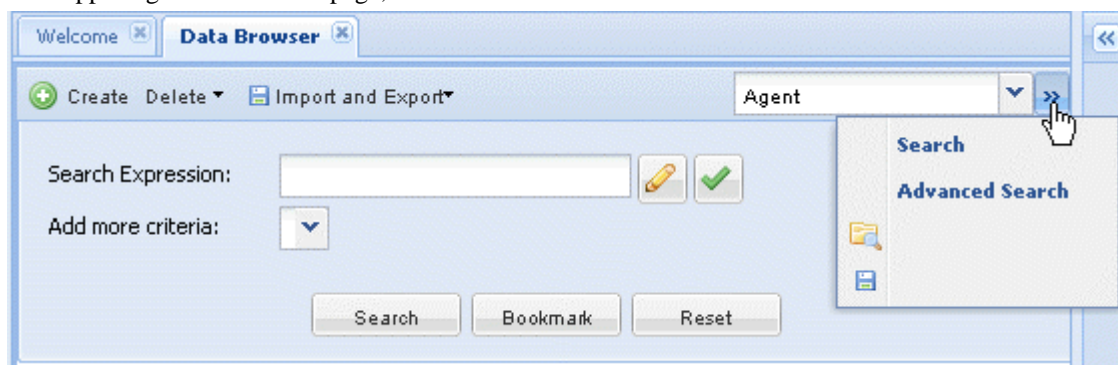 Welcome Data Browser
Create Delete Import and Export Agent
Search
Search Expression:
Advanced Search
Add more criteria:
Search Bookmark Reset